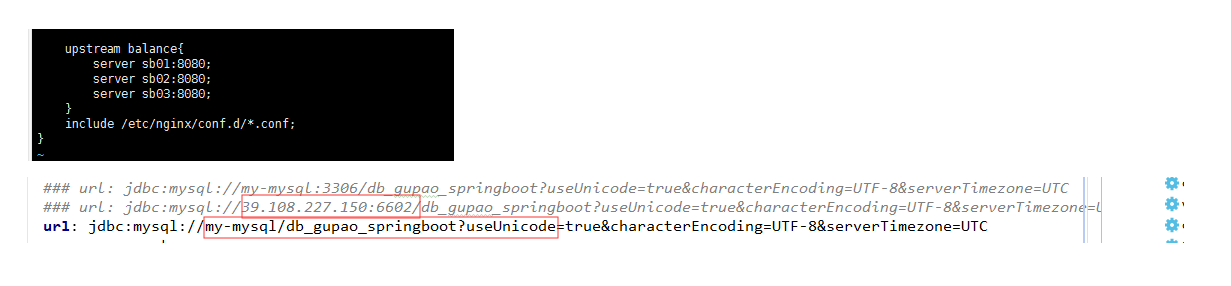 upstream balance{
server sb01:8080;
server sb02:8080;
server sb03:8080;
}
include /etc/nginx/conf.d/*.conf;
}
~
### url: jdbc:mysql://my-mysql:3306/db_gupao_springboot?useUnicode=true&characterEncoding=UTF-8&serverTimezone=UTC
### url: jdbc:mysql://39.108.227.150:6602/db_gupao_springboot?useUnicode=true&characterEncoding=UTF-8&serverTimezone=U
url: jdbc:mysql://my-mysql/db_gupao_springboot?useUnicode=true&characterEncoding=UTF-8&serverTimezone=UTC